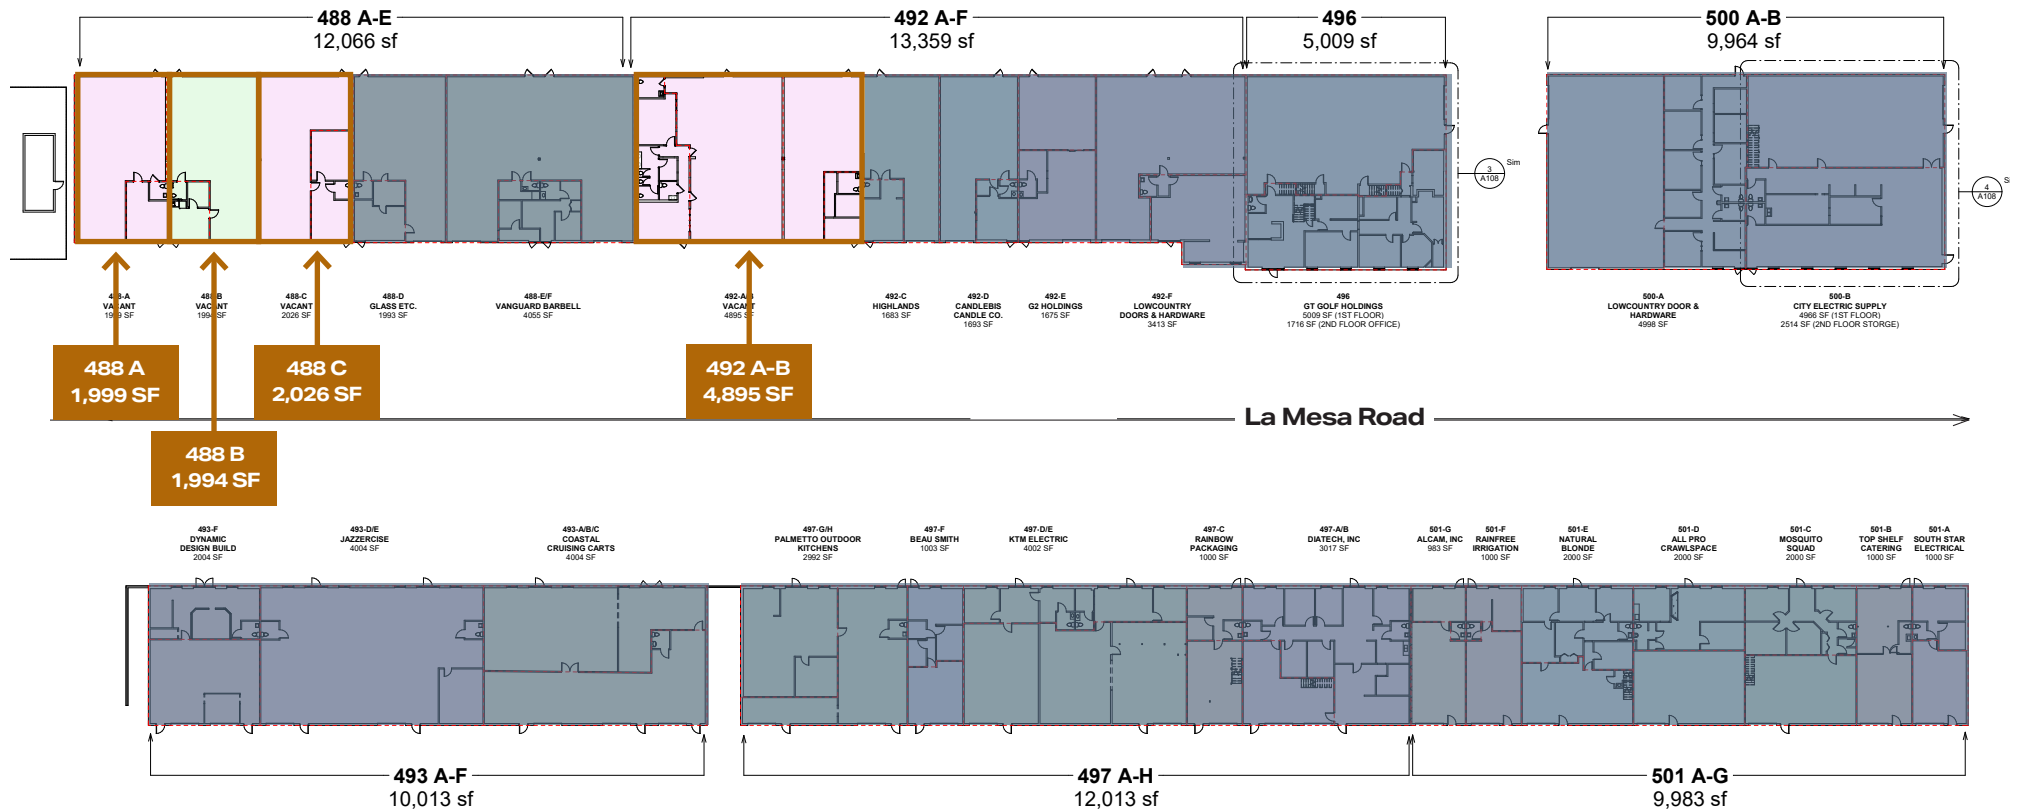 488 A-E
12,066 sf
492 A-F
13,359 sf
496
5,009 sf
500 A-B
9,964 sf
3
A108
Sim
4
A108
488-A
VACANT
1999 SF
488-B
VACANT
1994 SF
488-C
VACANT
2026 SF
488-D
GLASS ETC.
1993 SF
488-E/F
VANGUARD BARBELL
4055 SF
492-A/B
VACANT
4895 SF
492-C
HIGHLANDS
1683 SF
492-D
CANDLEBIS
CANDLE CO.
1693 SF
492-E
G2 HOLDINGS
1675 SF
492-F
LOWCOUNTRY
DOORS & HARDWARE
3413 SF
496
GT GOLF HOLDINGS
5009 SF (1ST FLOOR)
1716 SF (2ND FLOOR OFFICE)
500-A
LOWCOUNTRY DOOR &
HARDWARE
4998 SF
500-B
CITY ELECTRIC SUPPLY
4966 SF (1ST FLOOR)
2514 SF (2ND FLOOR STORGE)
488 A
1,999 SF
488 C
2,026 SF
492 A-B
4,895 SF
La Mesa Road
488 B
1,994 SF
493-F
DYNAMIC
DESIGN BUILD
2004 SF
493-D/E
JAZZERCISE
4004 SF
493-A/B/C
COASTAL
CRUISING CARTS
4004 SF
497-G/H
PALMETTO OUTDOOR
KITCHENS
2992 SF
497-F
BEAU SMITH
1003 SF
497-D/E
KTM ELECTRIC
4002 SF
497-C
RAINBOW
PACKAGING
1000 SF
497-A/B
DIATECH, INC
3017 SF
501-G
ALCAM, INC
983 SF
501-F
RAINFREE
IRRIGATION
1000 SF
501-E
NATURAL
BLONDE
2000 SF
501-D
ALL PRO
CRAWLSPACE
2000 SF
501-C
MOSQUITO
SQUAD
2000 SF
501-B
TOP SHELF
CATERING
1000 SF
501-A
SOUTH STAR
ELECTRICAL
1000 SF
493 A-F
10,013 sf
497 A-H
12,013 sf
501 A-G
9,983 sf